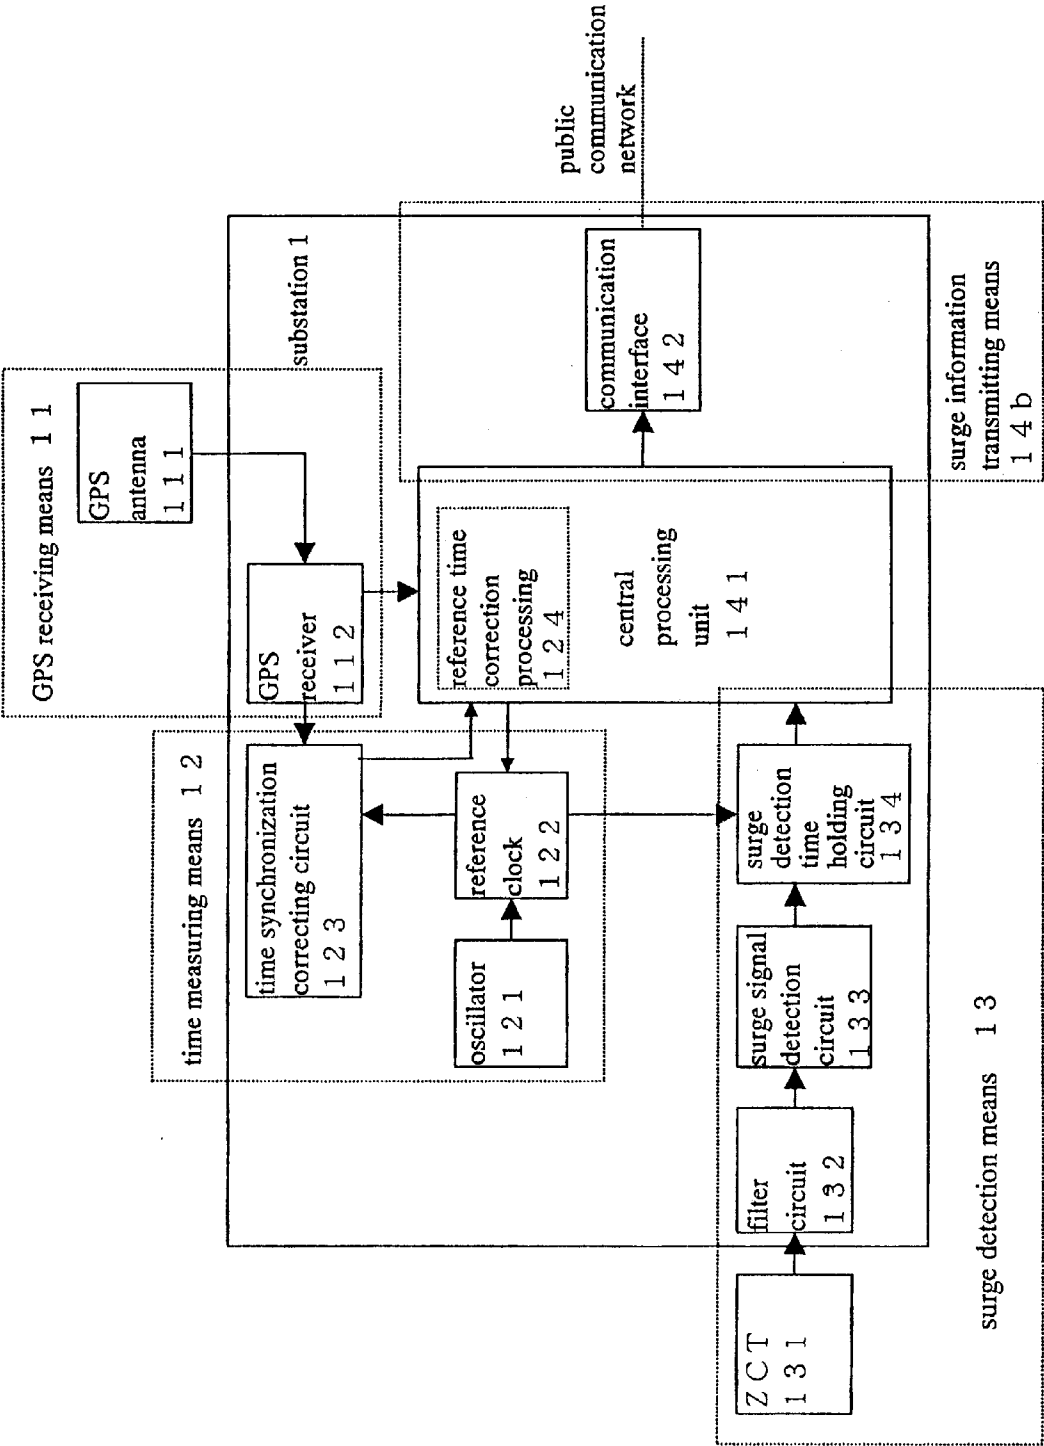 GPS receiving means 1 1
GPS
antenna
1 1 1
substation 1
GPS
receiver
1 1 2
time measuring means 1 2
time synchronization
correcting circuit
1 2 3
oscillator
1 2 1
reference
clock
1 2 2
reference time
correction
processing
1 2 4
central
processing
unit
1 4 1
communication
interface
1 4 2
public
communication
network
surge information
transmitting means
1 4 b
Z C T
1 3 1
filter
circuit
1 3 2
surge signal
detection
circuit
1 3 3
surge
detection
time
holding
circuit
1 3 4
surge detection means 1 3